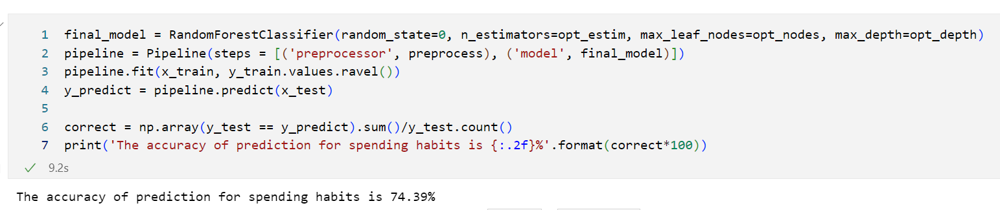 1 final_model = RandomForestClassifier(random_state=0, n_estimators=opt_estim, max_leaf_nodes=opt_nodes, max_depth=opt_depth)
2 pipeline = Pipeline(steps = [('preprocessor', preprocess), ('model', final_model)])
3 pipeline.fit(x_train, y_train.values.ravel())
4 y_predict = pipeline.predict(x_test)
5
6 correct = np.array(y_test == y_predict).sum()/y_test.count()
7 print('The accuracy of prediction for spending habits is {:.2f}%'.format(correct*100))
9.2s
The accuracy of prediction for spending habits is 74.39%